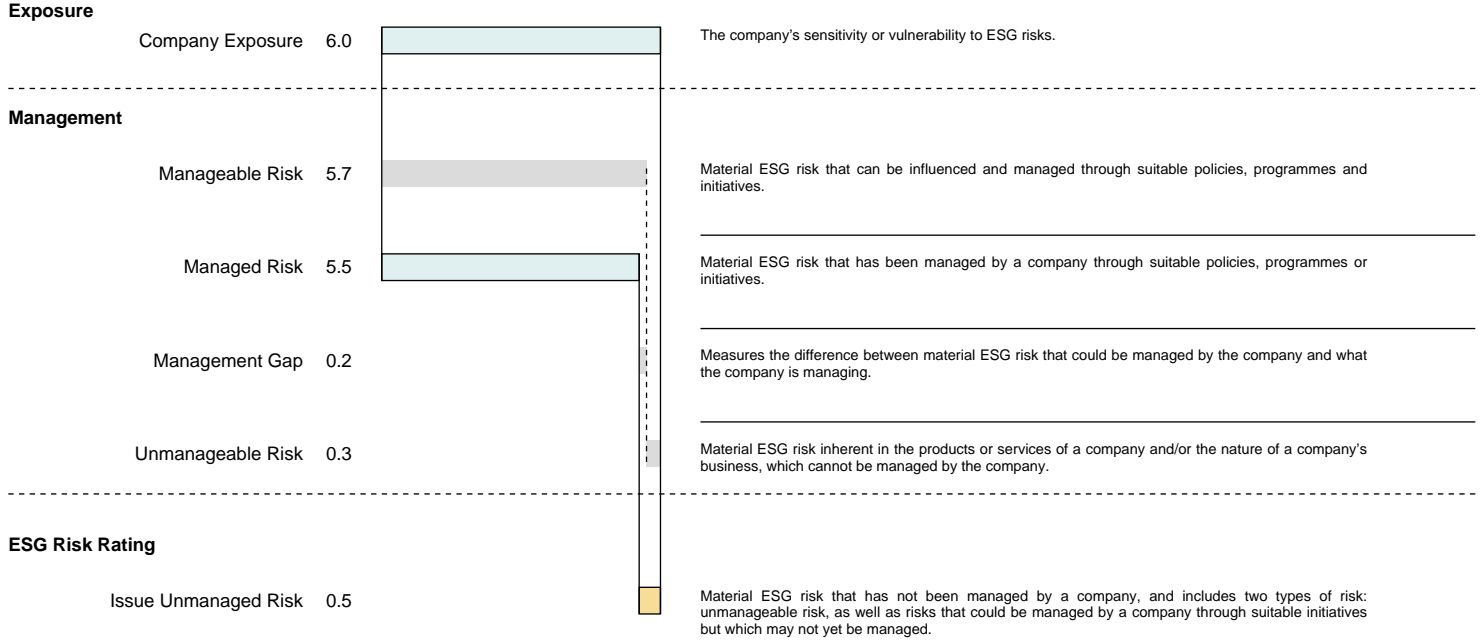 Exposure
Company Exposure 6.0
The company’s sensitivity or vulnerability to ESG risks.
Management
Manageable Risk 5.7
Material ESG risk that can be influenced and managed through suitable policies, programmes and
initiatives.
Managed Risk 5.5
Material ESG risk that has been managed by a company through suitable policies, programmes or
initiatives.
Management Gap 0.2
Measures the difference between material ESG risk that could be managed by the company and what
the company is managing.
Unmanageable Risk 0.3
Material ESG risk inherent in the products or services of a company and/or the nature of a company’s
business, which cannot be managed by the company.
ESG Risk Rating
Issue Unmanaged Risk 0.5
Material ESG risk that has not been managed by a company, and includes two types of risk:
unmanageable risk, as well as risks that could be managed by a company through suitable initiatives
but which may not yet be managed.